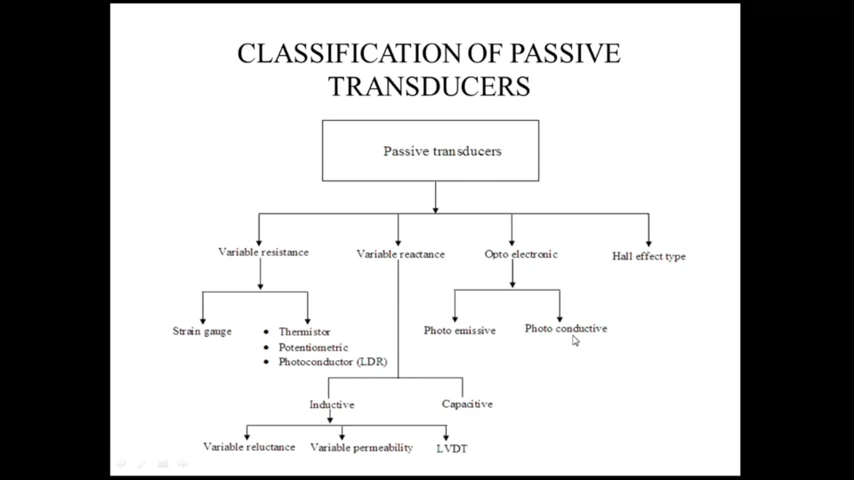 CLASSIFICATION OF PASSIVE
TRANSDUCERS
Passive transducers
Variable resistance
Variable reactance
Opto electronic
Hall effect type
Strain gauge
• Thermistor
• Potentiometric
• Photoconductor (LDR)
Photo emissive
Photo conductive
Inductive
Capacitive
Variable reluctance
Variable permeability
LVDT